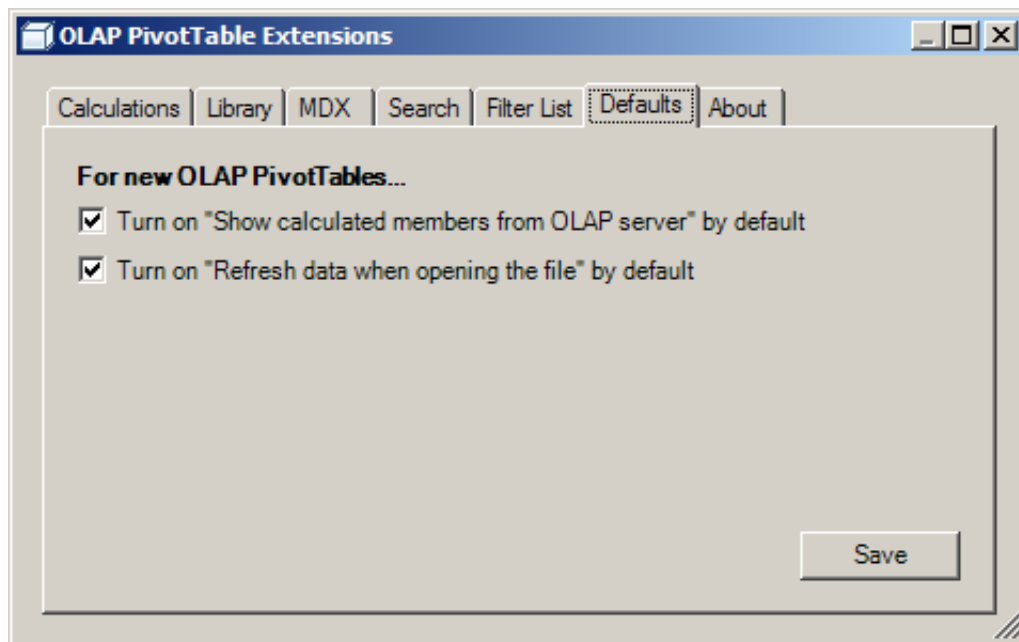 OLAP PivotTable Extensions
Calculations Library MDX Search Filter List Defaults About
For new OLAP PivotTables...
Turn on "Show calculated members from OLAP server" by default
Turn on "Refresh data when opening the file" by default
Save